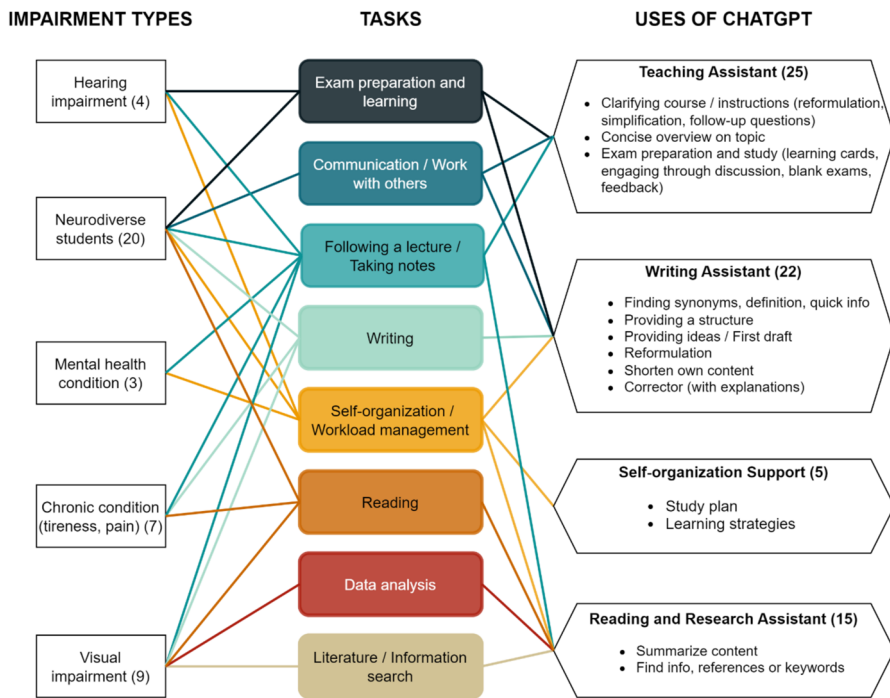 IMPAIRMENT TYPES
TASKS
USES OF CHATGPT
Hearing
impairment (4)
Neurodiverse
students (20)
Mental health
condition (3)
Chronic condition
(tireness, pain) (7)
Visual
impairment (9)
Exam preparation and
learning
Communication / Work
with others
Following a lecture /
Taking notes
Writing
Self-organization /
Workload management
Reading
Data analysis
Literature / Information
search
Teaching Assistant (25)
• Clarifying course / instructions (reformulation,
simplification, follow-up questions)
• Concise overview on topic
• Exam preparation and study (learning cards,
engaging through discussion, blank exams,
feedback)
Writing Assistant (22)
• Finding synonyms, definition, quick info
• Providing a structure
• Providing ideas / First draft
• Reformulation
• Shorten own content
• Corrector (with explanations)
Self-organization Support (5)
• Study plan
• Learning strategies
Reading and Research Assistant (15)
• Summarize content
• Find info, references or keywords